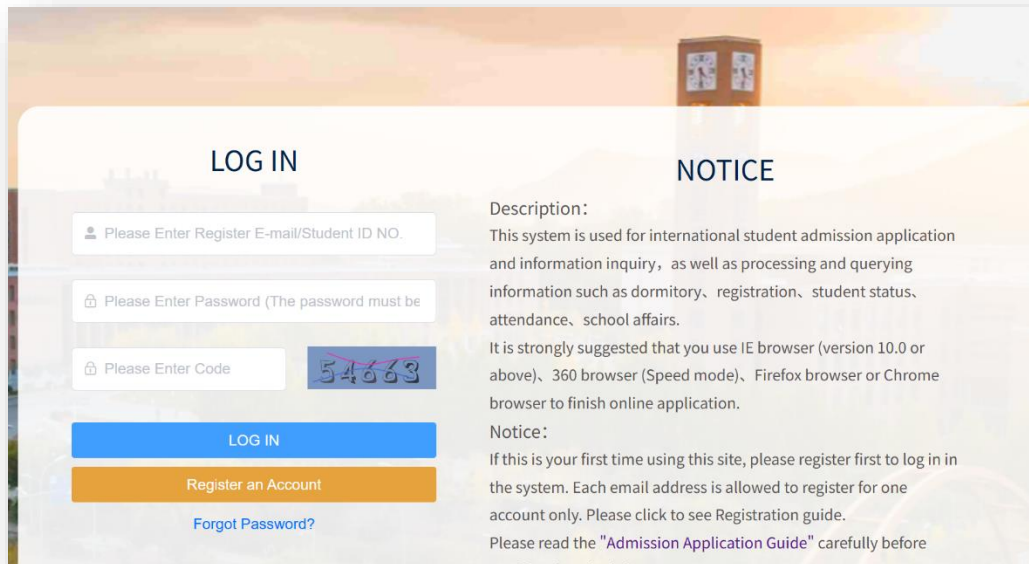 LOG IN
Please Enter Register E-mail/Student ID NO.
Please Enter Password (The password must be
Please Enter Code
54663
LOG IN
Register an Account
Forgot Password?
NOTICE
Description：
This system is used for international student admission application
and information inquiry，as well as processing and querying
information such as dormitory、registration、student status、
attendance、school affairs.
It is strongly suggested that you use IE browser (version 10.0 or
above)、360 browser (Speed mode)、Firefox browser or Chrome
browser to finish online application.
Notice：
If this is your first time using this site, please register first to log in in
the system. Each email address is allowed to register for one
account only. Please click to see Registration guide.
Please read the "Admission Application Guide" carefully before